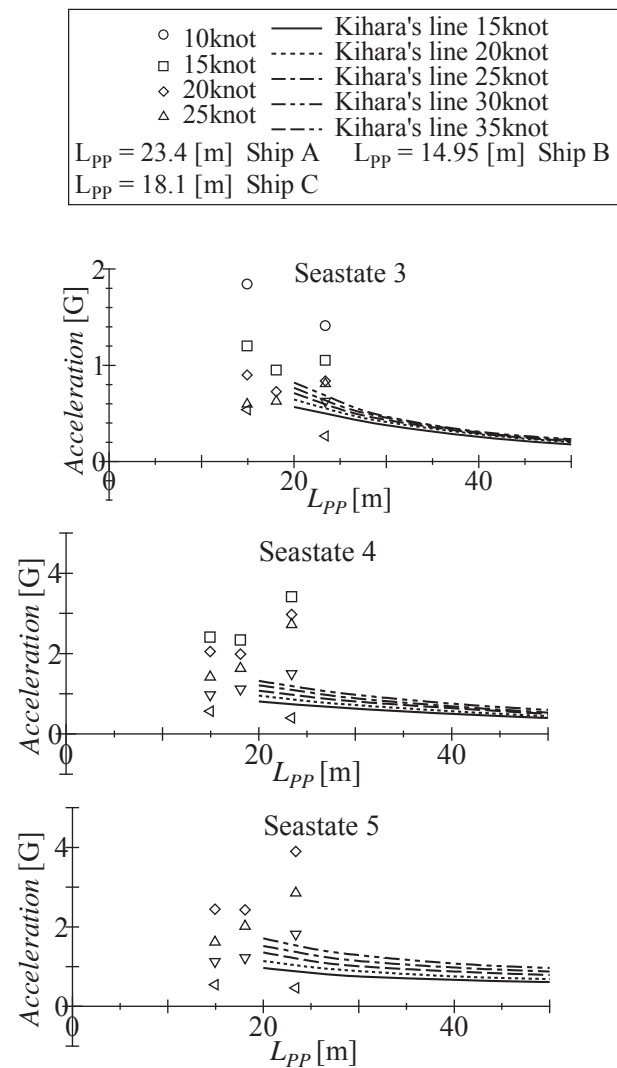 10knot
15knot
20knot
25knot
Kihara's line 15knot
Kihara's line 20knot
Kihara's line 25knot
Kihara's line 30knot
Kihara's line 35knot
LPP = 23.4 [m] Ship A LPP = 14.95 [m] Ship B
LPP = 18.1 [m] Ship C
Seastate 3
Acceleration [G]
2
1
0
0 20 40
LPP [m]
Seastate 4
Acceleration [G]
4
2
0
0 20 40
LPP [m]
Seastate 5
Acceleration [G]
4
2
0
0 20 40
LPP [m]